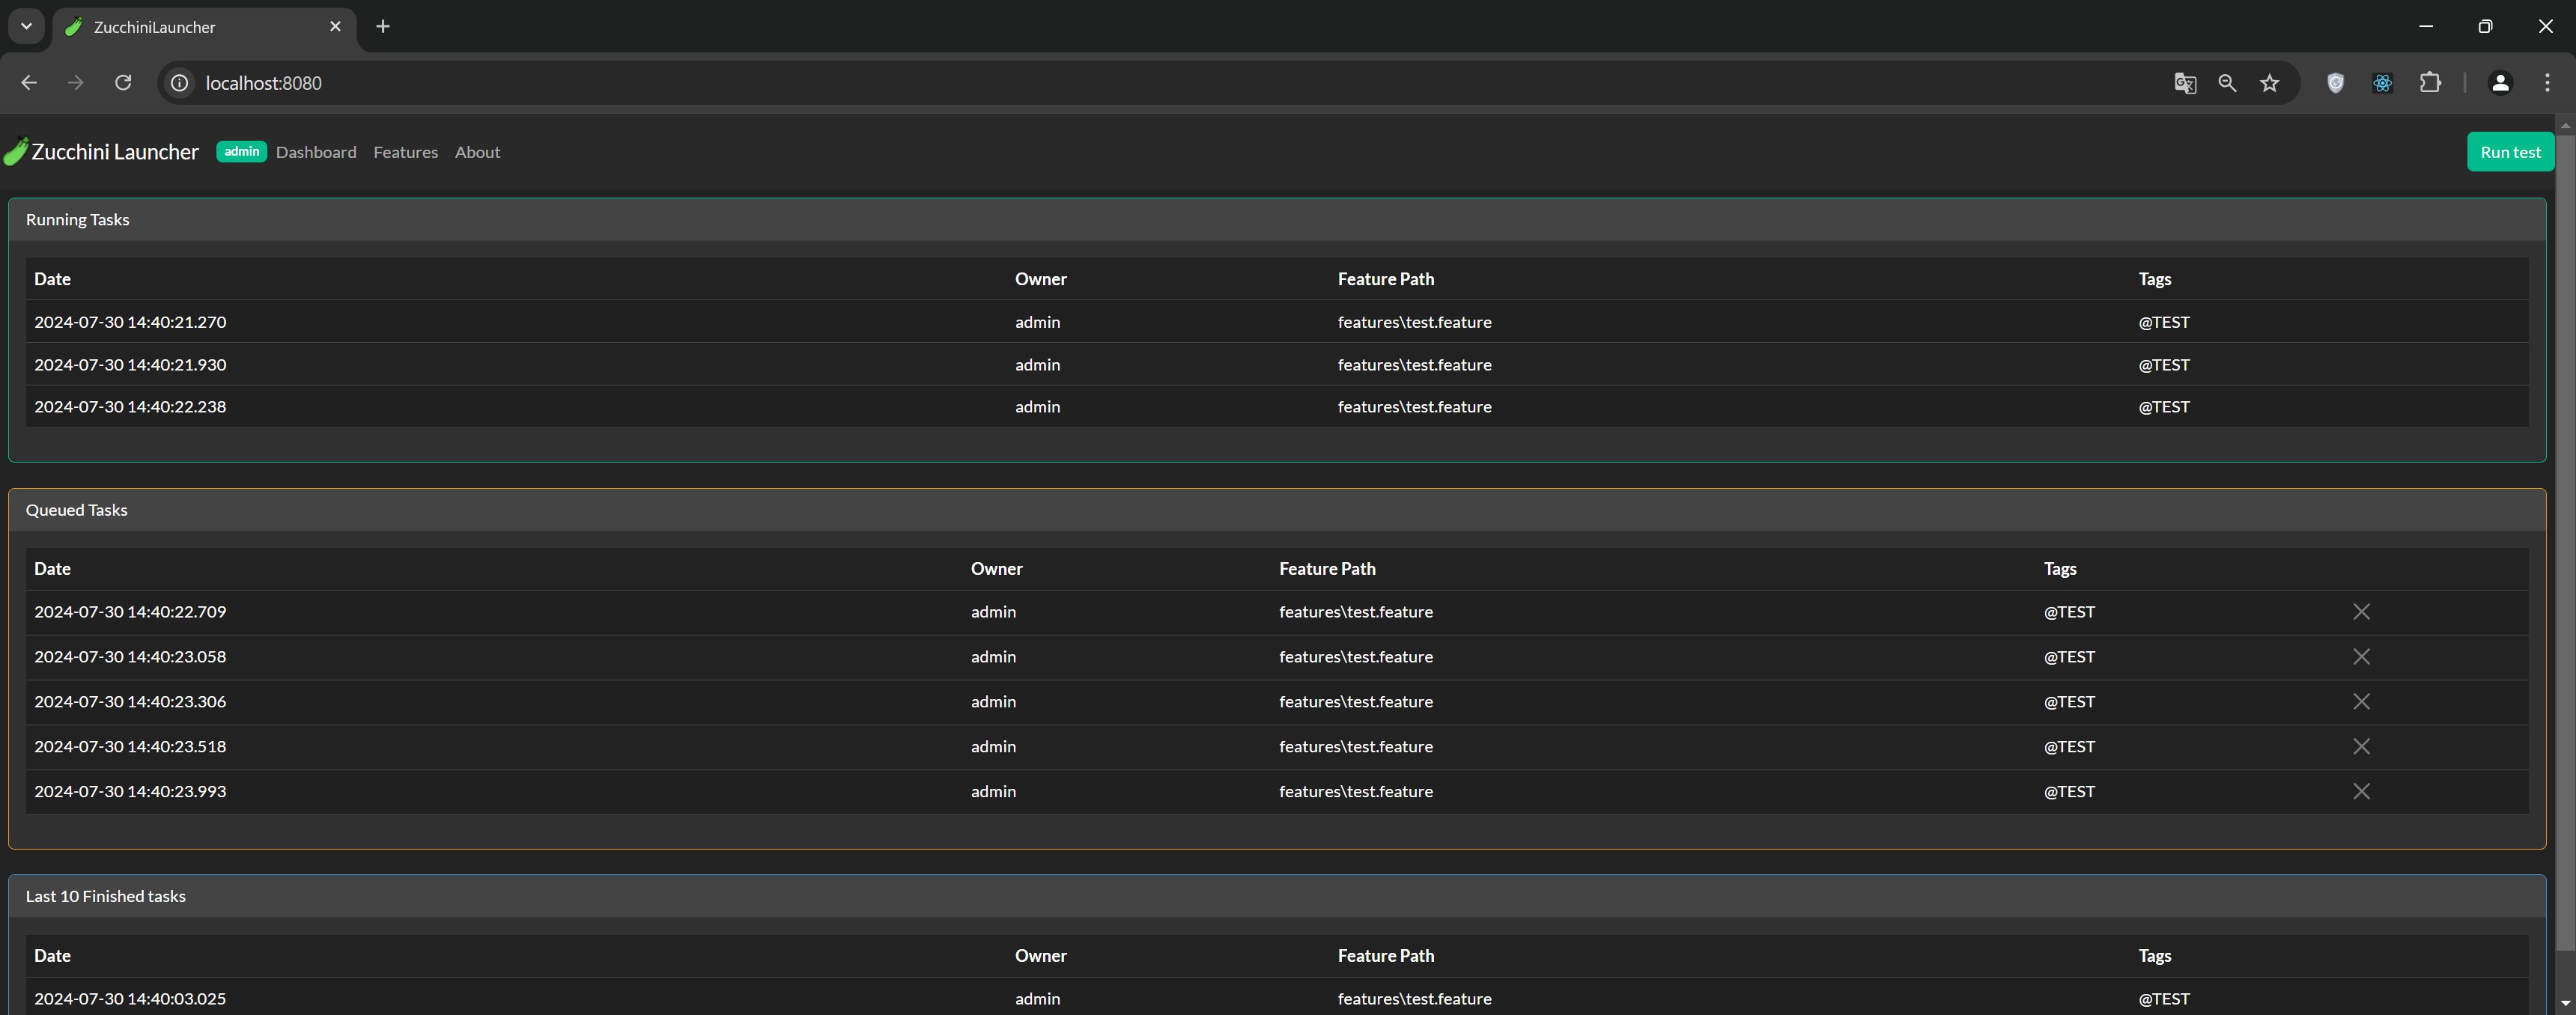 ZucchiniLauncher
localhost:8080
Zucchini Launcher admin Dashboard Features About Run test
Running Tasks
Date Owner Feature Path Tags
2024-07-30 14:40:21.270 admin features\test.feature @TEST
2024-07-30 14:40:21.930 admin features\test.feature @TEST
2024-07-30 14:40:22.238 admin features\test.feature @TEST
Queued Tasks
Date Owner Feature Path Tags
2024-07-30 14:40:22.709 admin features\test.feature @TEST
2024-07-30 14:40:23.058 admin features\test.feature @TEST
2024-07-30 14:40:23.306 admin features\test.feature @TEST
2024-07-30 14:40:23.518 admin features\test.feature @TEST
2024-07-30 14:40:23.993 admin features\test.feature @TEST
Last 10 Finished tasks
Date Owner Feature Path Tags
2024-07-30 14:40:03.025 admin features\test.feature @TEST